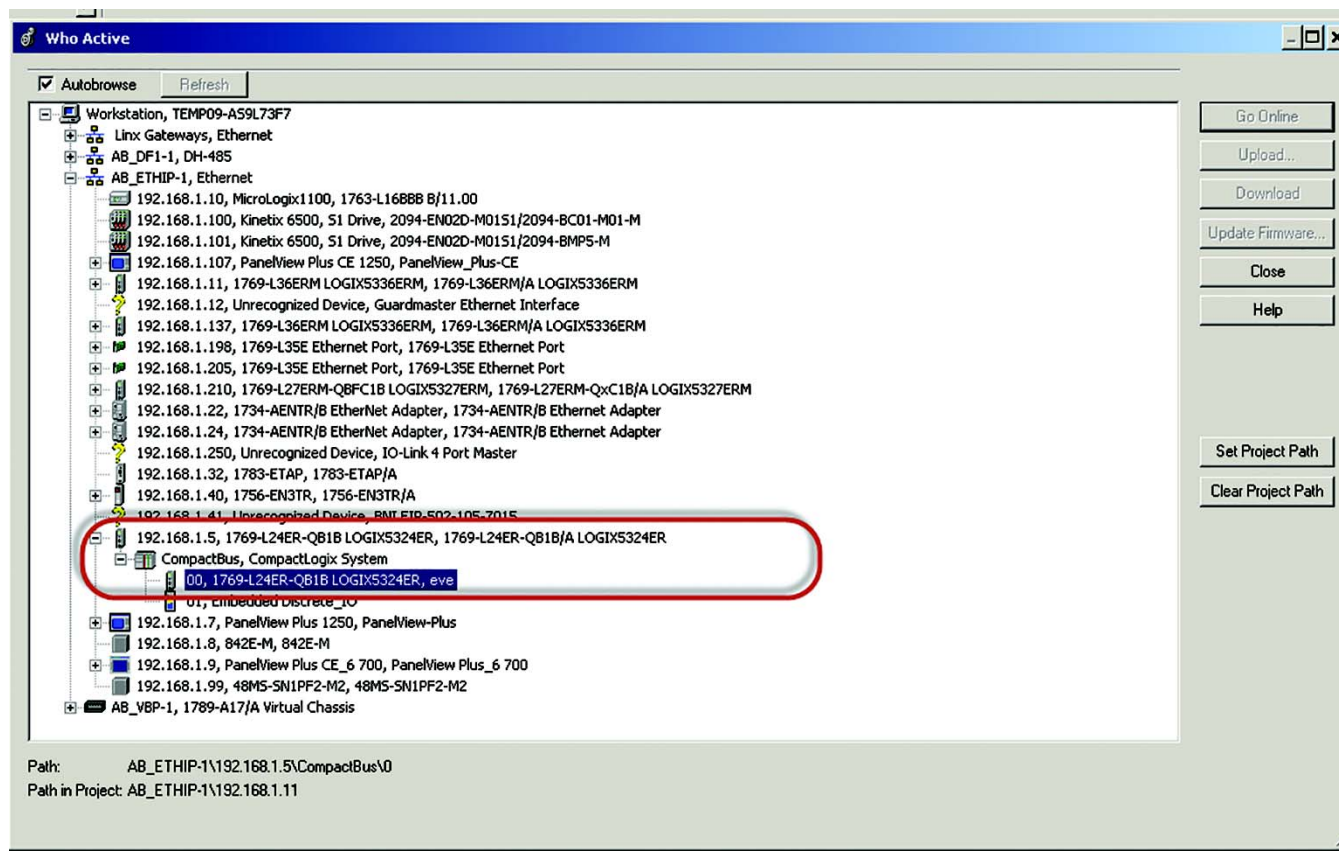 Who Active
Autobrowse Refresh
Workstation, TEMP09-A59L73F7
Linx Gateways, Ethernet
AB_DF1-1, DH-485
AB_ETHIP-1, Ethernet
192.168.1.10, MicroLogix1100, 1763-L16BBB B/11.00
192.168.1.100, Kinetix 6500, S1 Drive, 2094-EN02D-M01S1/2094-BC01-M01-M
192.168.1.101, Kinetix 6500, S1 Drive, 2094-EN02D-M01S1/2094-BMP5-M
192.168.1.107, PanelView Plus CE 1250, PanelView_Plus-CE
192.168.1.11, 1769-L36ERM LOGIX5336ERM, 1769-L36ERM/A LOGIX5336ERM
192.168.1.12, Unrecognized Device, Guardmaster Ethernet Interface
192.168.1.137, 1769-L36ERM LOGIX5336ERM, 1769-L36ERM/A LOGIX5336ERM
192.168.1.198, 1769-L35E Ethernet Port, 1769-L35E Ethernet Port
192.168.1.205, 1769-L35E Ethernet Port, 1769-L35E Ethernet Port
192.168.1.210, 1769-L27ERM-QBFC1B LOGIX5327ERM, 1769-L27ERM-QxC1B/A LOGIX5327ERM
192.168.1.22, 1734-AENTR/B EtherNet Adapter, 1734-AENTR/B Ethernet Adapter
192.168.1.24, 1734-AENTR/B EtherNet Adapter, 1734-AENTR/B Ethernet Adapter
192.168.1.250, Unrecognized Device, IO-Link 4 Port Master
192.168.1.32, 1783-ETAP, 1783-ETAP/A
192.168.1.40, 1756-EN3TR, 1756-EN3TR/A
192.168.1.41, Unrecognized Device, BNI EIP-502-105-Z015
192.168.1.5, 1769-L24ER-QB1B LOGIX5324ER, 1769-L24ER-QB1B/A LOGIX5324ER
CompactBus, CompactLogix System
00, 1769-L24ER-QB1B LOGIX5324ER, eve
01, Embedded Discrete_IO
192.168.1.7, PanelView Plus 1250, PanelView-Plus
192.168.1.8, 842E-M, 842E-M
192.168.1.9, PanelView Plus CE_6 700, PanelView Plus_6 700
192.168.1.99, 48MS-SN1PF2-M2, 48MS-SN1PF2-M2
AB_VBP-1, 1789-A17/A Virtual Chassis
Go Online
Upload...
Download
Update Firmware...
Close
Help
Set Project Path
Clear Project Path
Path: AB_ETHIP-1\192.168.1.5\CompactBus\0
Path in Project: AB_ETHIP-1\192.168.1.11